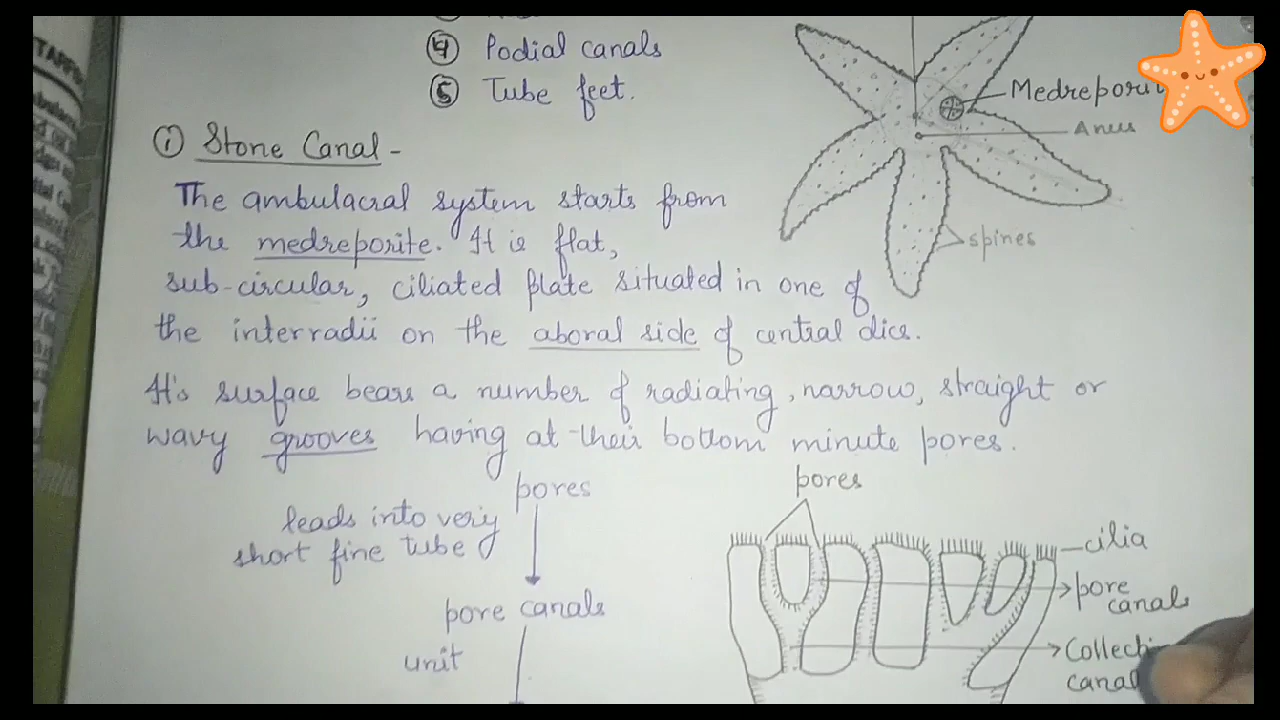 ④ Podial canals
⑤ Tube feet.
Medreporit
Anus
① Stone Canal -
The ambulacral system starts from
the medreporite. It is flat,
spines
sub-circular, ciliated plate situated in one of
the interradii on the aboral side of central disc.
It's surface bears a number of radiating, narrow, straight or
wavy grooves having at their bottom minute pores.
pores
pores
leads into very
short fine tube
cilia
pore
canals
pore canals
unit
Collecti
canal